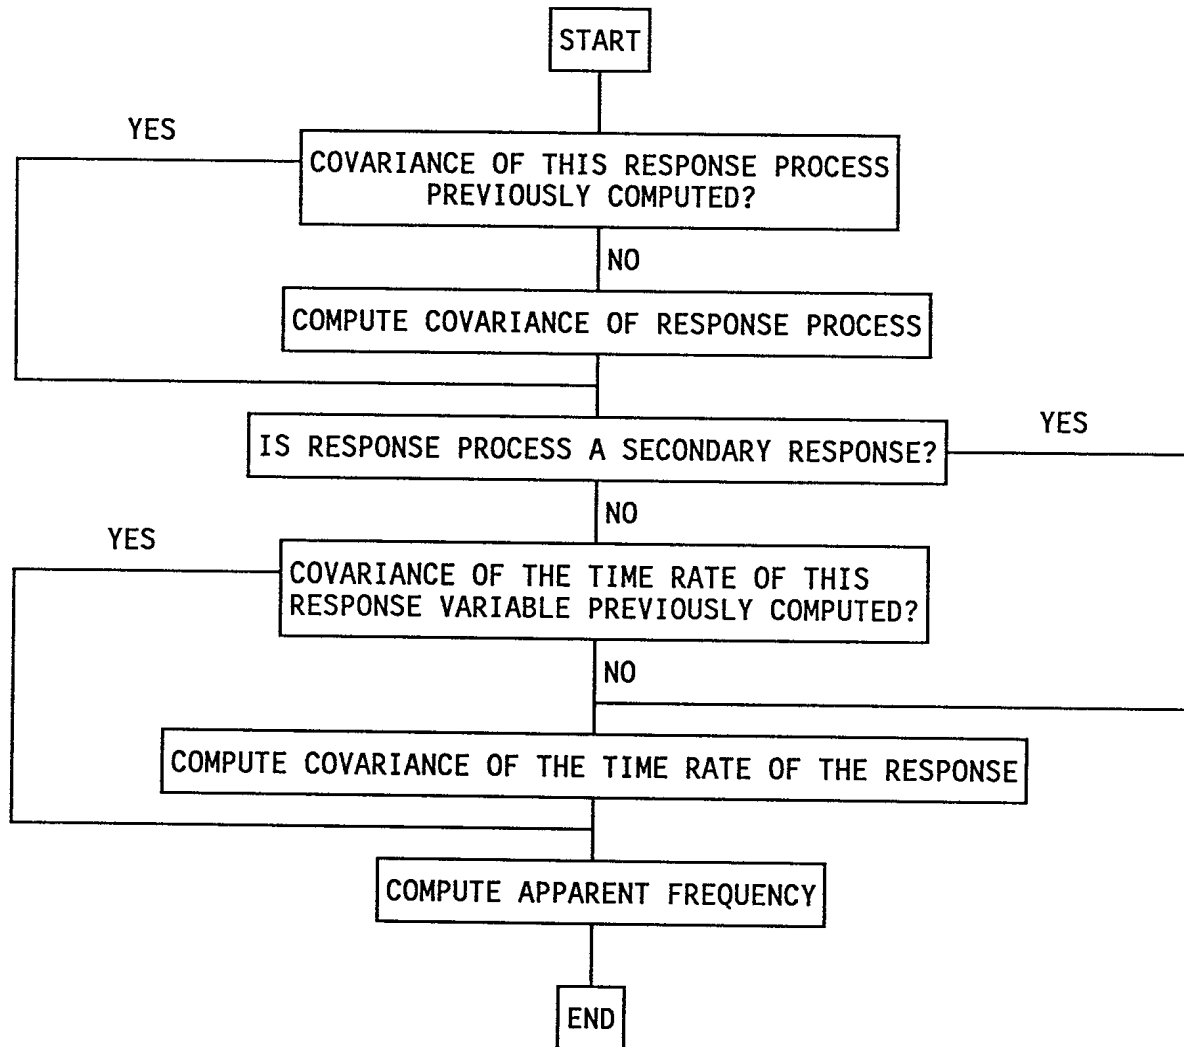 START
YES
COVARIANCE OF THIS RESPONSE PROCESS
PREVIOUSLY COMPUTED?
NO
COMPUTE COVARIANCE OF RESPONSE PROCESS
IS RESPONSE PROCESS A SECONDARY RESPONSE?
YES
NO
YES
COVARIANCE OF THE TIME RATE OF THIS
RESPONSE VARIABLE PREVIOUSLY COMPUTED?
NO
COMPUTE COVARIANCE OF THE TIME RATE OF THE RESPONSE
COMPUTE APPARENT FREQUENCY
END